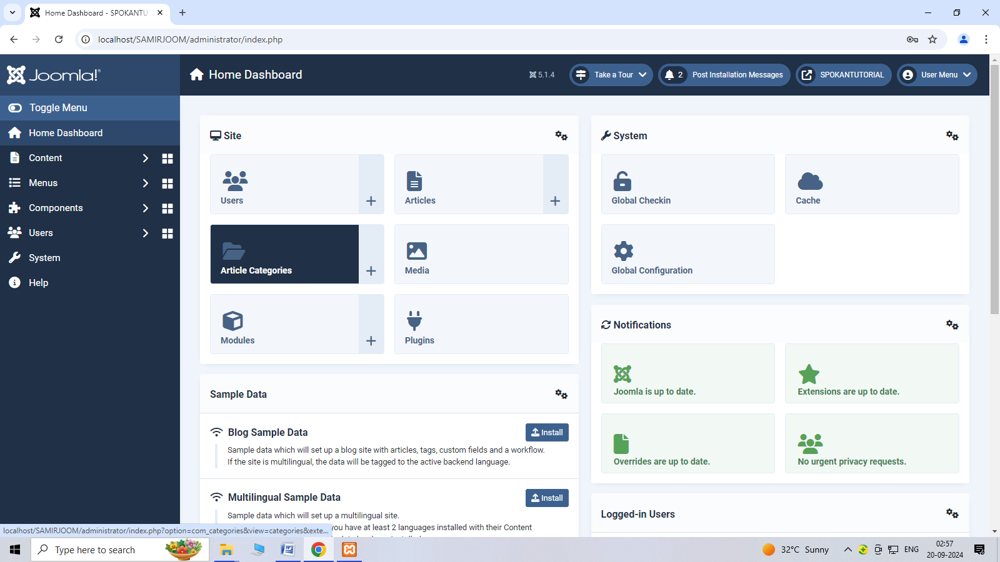 Home Dashboard - SPOKANTU
localhost/SAMIRJOOM/administrator/index.php
Joomla!®
Home Dashboard
5.1.4
Take a Tour
2 Post Installation Messages
SPOKANTUTORIAL
User Menu
Toggle Menu
Home Dashboard
Content
Menus
Components
Users
System
Help
Site
Users
Articles
Article Categories
Media
Modules
Plugins
Sample Data
Blog Sample Data
Install
Sample data which will set up a blog site with articles, tags, custom fields and a workflow.
If the site is multilingual, the data will be tagged to the active backend language.
Multilingual Sample Data
Install
Sample data which will set up a multilingual site.
you have at least 2 languages installed with their Content
System
Global Checkin
Cache
Global Configuration
Notifications
Joomla is up to date.
Extensions are up to date.
Overrides are up to date.
No urgent privacy requests.
Logged-in Users
localhost/SAMIRJOOM/administrator/index.php?option=com_categories&view=categories&exte...
Type here to search
32°C Sunny
ENG
02:57
20-09-2024